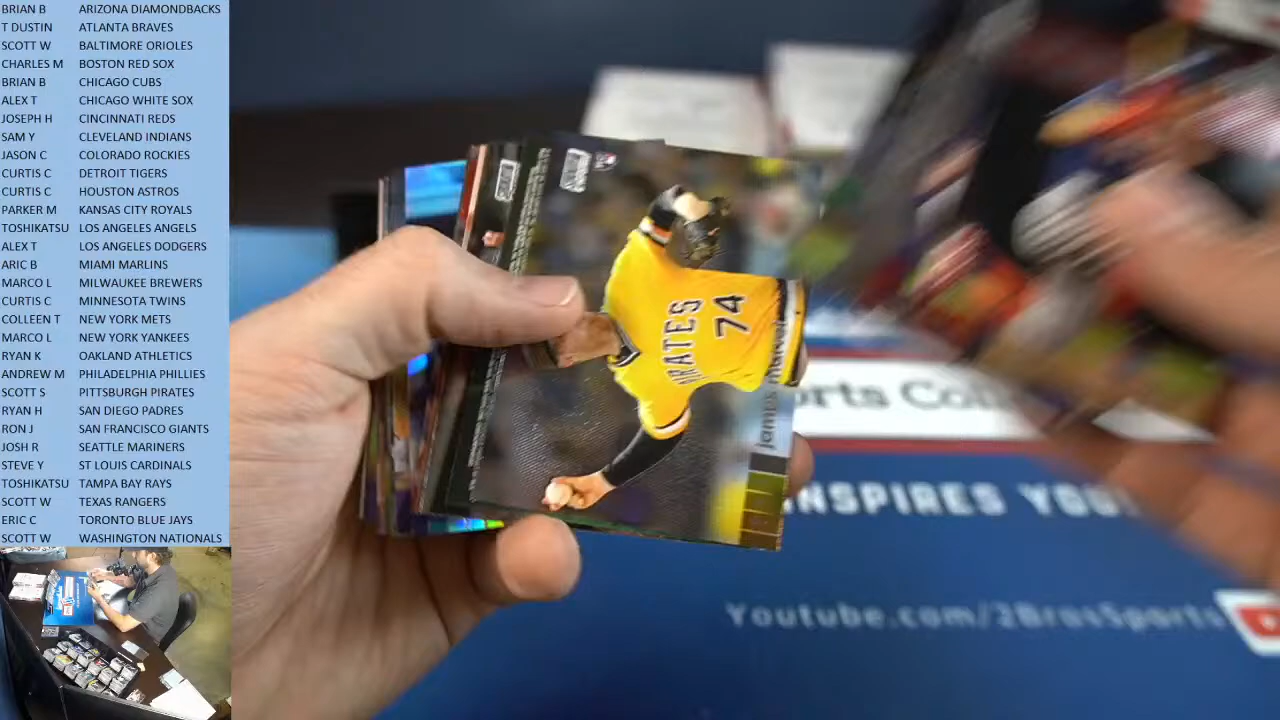 BRIAN B ARIZONA DIAMONDBACKS
T DUSTIN ATLANTA BRAVES
SCOTT W BALTIMORE ORIOLES
CHARLES M BOSTON RED SOX
BRIAN B CHICAGO CUBS
ALEX T CHICAGO WHITE SOX
JOSEPH H CINCINNATI REDS
SAM Y CLEVELAND INDIANS
JASON C COLORADO ROCKIES
CURTIS C DETROIT TIGERS
CURTIS C HOUSTON ASTROS
PARKER M KANSAS CITY ROYALS
TOSHIKATSU LOS ANGELES ANGELS
ALEX T LOS ANGELES DODGERS
ARIC B MIAMI MARLINS
MARCO L MILWAUKEE BREWERS
CURTIS C MINNESOTA TWINS
COLLEEN T NEW YORK METS
MARCO L NEW YORK YANKEES
RYAN K OAKLAND ATHLETICS
ANDREW M PHILADELPHIA PHILLIES
SCOTT S PITTSBURGH PIRATES
RYAN H SAN DIEGO PADRES
RON J SAN FRANCISCO GIANTS
JOSH R SEATTLE MARINERS
STEVE Y ST LOUIS CARDINALS
TOSHIKATSU TAMPA BAY RAYS
SCOTT W TEXAS RANGERS
ERIC C TORONTO BLUE JAYS
SCOTT W WASHINGTON NATIONALS
PIRATES
74
james marvel
orts Co
INSPIRES YOU
Youtube.com/2BrosSports